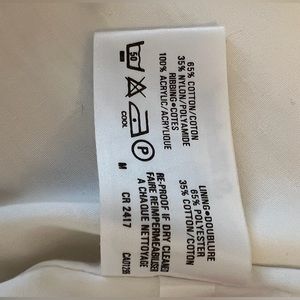 65% COTTON/COTON
35% NYLON/POLYAMIDE
RIBBING•COTES
100% ACRYLIC/ACRYLIQUE
50
P
COOL
M
LINING•DOUBLURE
65% POLYESTER
35% COTTON/COTON
RE-PROOF IF DRY CLEANED
FAIRE REIMPERMEABILISER
A CHAQUE NETTOYAGE
CR 2417